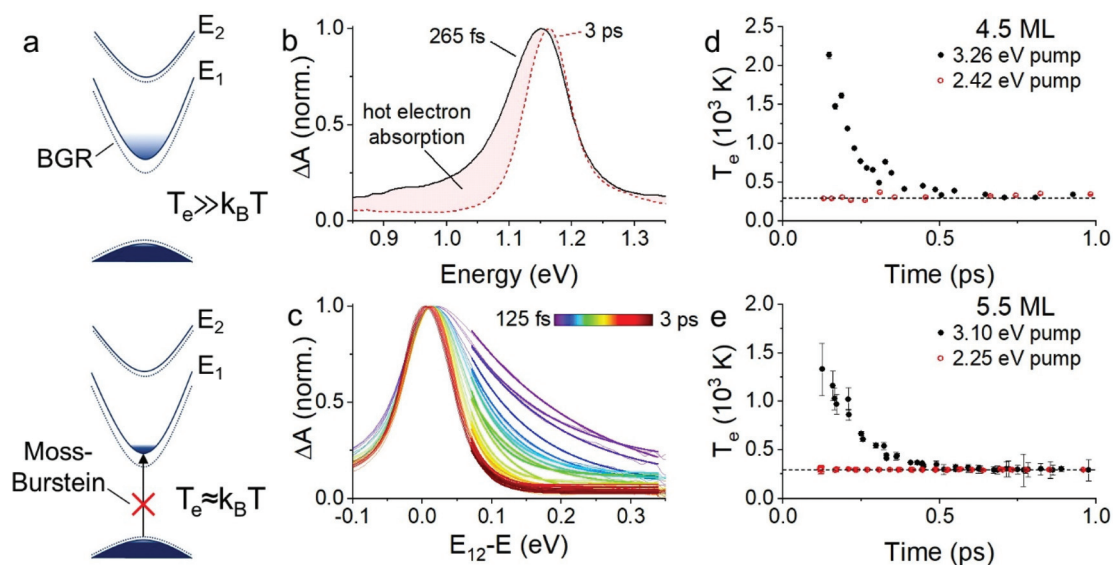 a
E₂
E₁
BGR
Tₑ≫k_BT
E₂
E₁
Moss-
Burstein
Tₑ≈k_BT
b
265 fs
3 ps
hot electron
absorption
ΔA (norm.)
1.0
0.5
0.0
0.9 1.0 1.1 1.2 1.3
Energy (eV)
c
125 fs 3 ps
ΔA (norm.)
1.0
0.5
0.0
-0.1 0.0 0.1 0.2 0.3
E₁₂-E (eV)
d
4.5 ML
3.26 eV pump
2.42 eV pump
Tₑ (10³ K)
2.5
2.0
1.5
1.0
0.5
0.0
0.0 0.5 1.0
Time (ps)
e
5.5 ML
3.10 eV pump
2.25 eV pump
Tₑ (10³ K)
2.0
1.5
1.0
0.5
0.0
0.0 0.5 1.0
Time (ps)